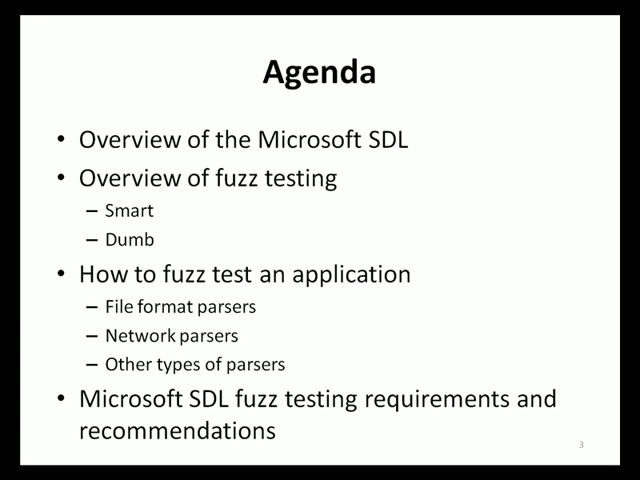 Agenda
• Overview of the Microsoft SDL
• Overview of fuzz testing
– Smart
– Dumb
• How to fuzz test an application
– File format parsers
– Network parsers
– Other types of parsers
• Microsoft SDL fuzz testing requirements and
recommendations
3